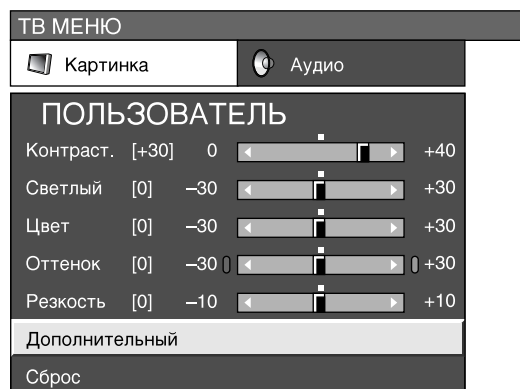 ТВ МЕНЮ
Картинка Аудио
ПОЛЬЗОВАТЕЛЬ
Контраст. [+30] 0 +40
Светлый [0] –30 +30
Цвет [0] –30 +30
Оттенок [0] –30 +30
Резкость [0] –10 +10
Дополнительный
Сброс